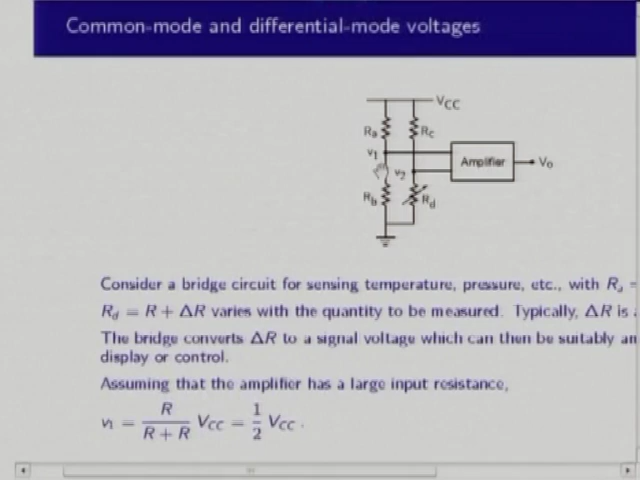 Common-mode and differential-mode voltages
VCC
Ra
Rc
v1
Amplifier
Vo
v2
Rb
Rd
Consider a bridge circuit for sensing temperature, pressure, etc., with Ra =
Rd = R + ΔR varies with the quantity to be measured. Typically, ΔR is
The bridge converts ΔR to a signal voltage which can then be suitably
display or control.
Assuming that the amplifier has a large input resistance,
v1 = R / (R + R) VCC = 1/2 VCC .